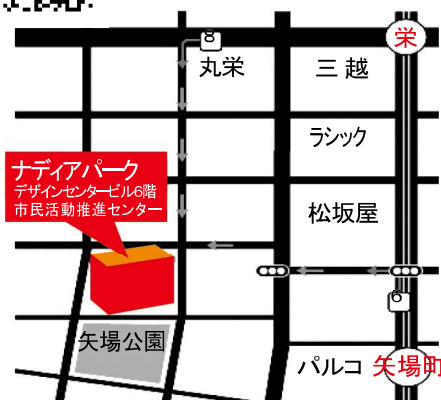 栄
8
丸栄
三越
ラシック
ナディアパーク
デザインセンタービル6階
市民活動推進センター
松坂屋
6
矢場公園
パルコ
矢場町